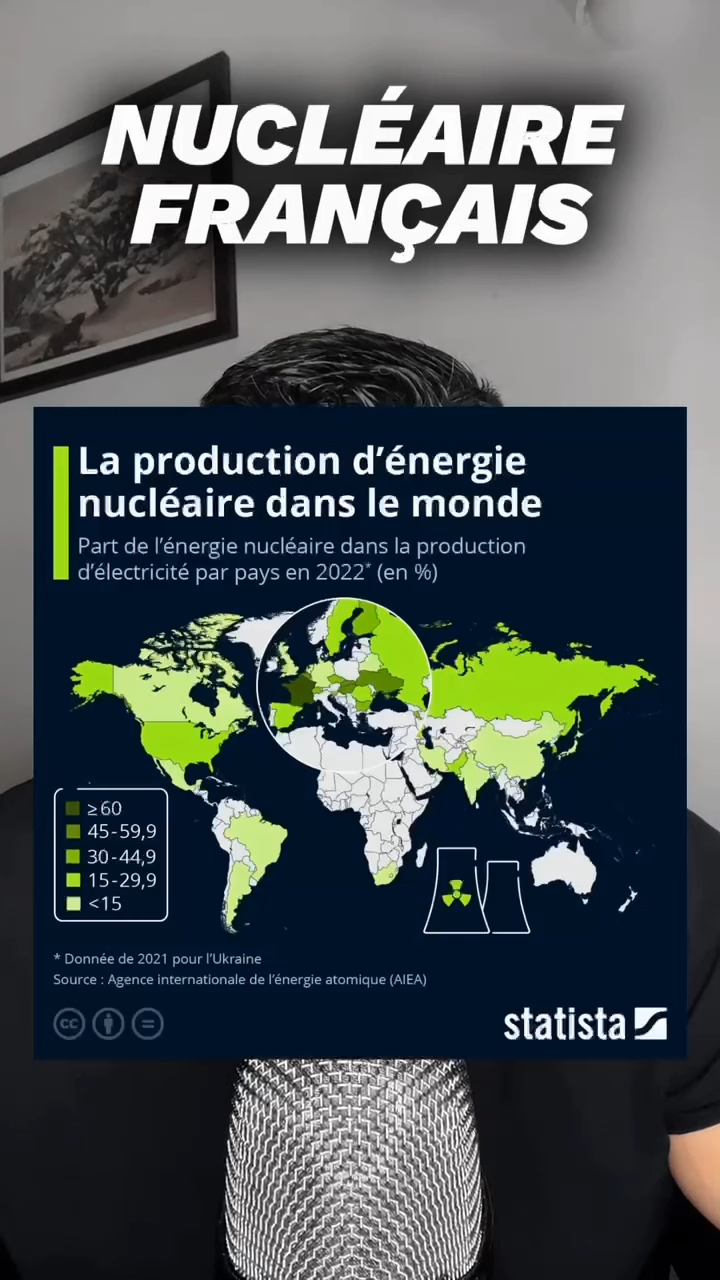 NUCLÉAIRE
FRANÇAIS
La production d’énergie
nucléaire dans le monde
Part de l’énergie nucléaire dans la production
d’électricité par pays en 2022* (en %)
≥60
45-59,9
30-44,9
15-29,9
<15
* Donnée de 2021 pour l’Ukraine
Source : Agence internationale de l’énergie atomique (AIEA)
cc
statista